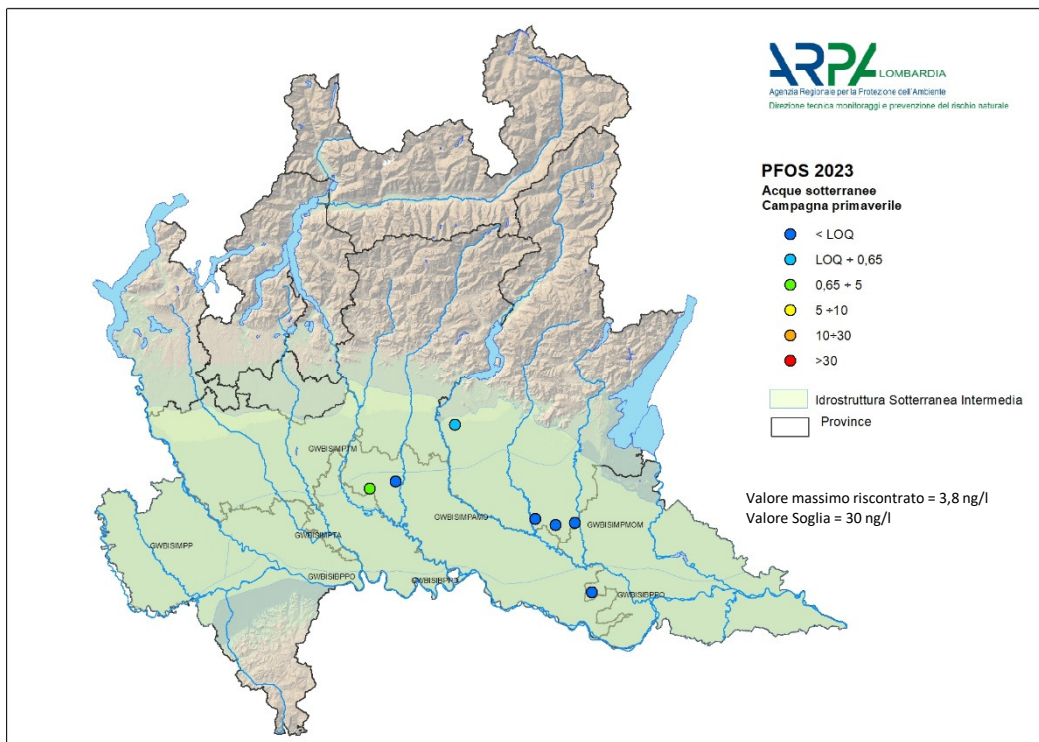 ARPA LOMBARDIA
Agenzia Regionale per la Protezione dell'Ambiente
Direzione tecnica monitoraggi e prevenzione del rischio naturale
PFOS 2023
Acque sotterranee
Campagna primaverile
< LOQ
LOQ ÷ 0,65
0,65 ÷ 5
5 ÷10
10÷30
>30
Idrostruttura Sotterranea Intermedia
Province
Valore massimo riscontrato = 3,8 ng/l
Valore Soglia = 30 ng/l
GWBISIMPTM
GWBISIMPAMO
GWBISIMPMOM
GWBISIMPTA
GWBISIMPP
GWBISIBPPO
GWBISIBPPO
GWBISIBPPO